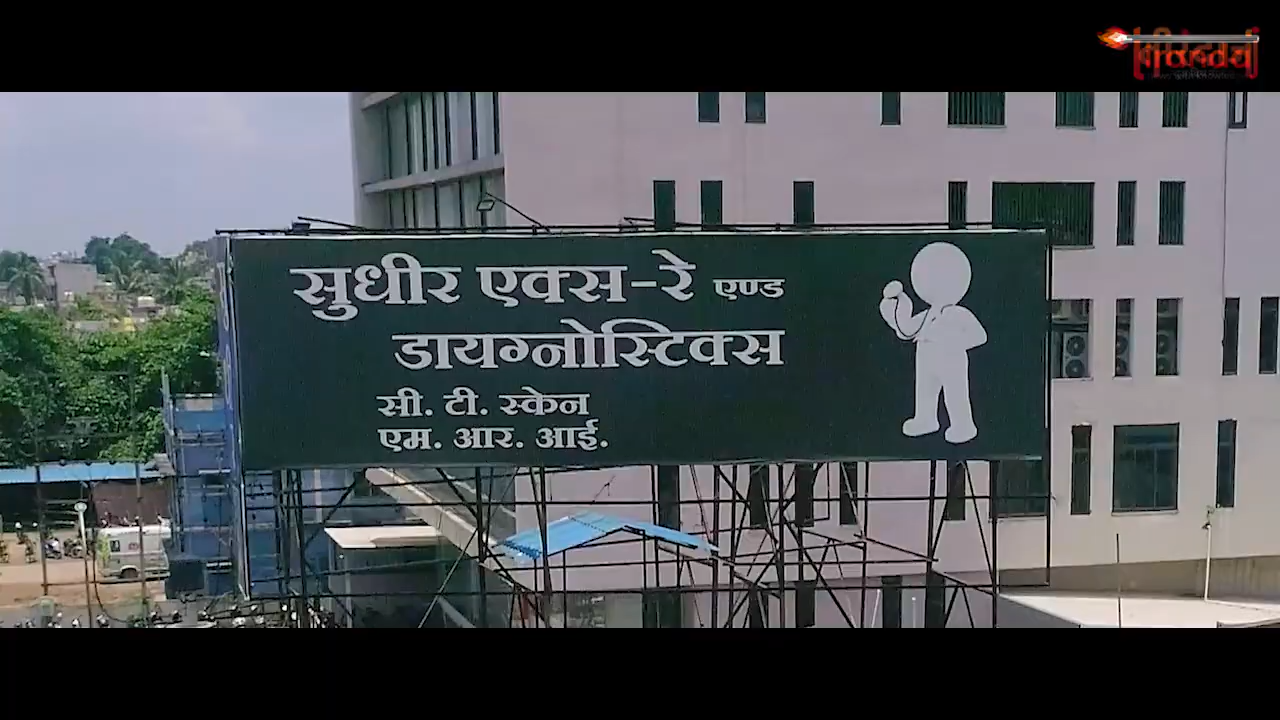 सुधीर एक्स-रे एण्ड
डायग्नोस्टिक्स
सी. टी. स्केन
एम. आर. आई.